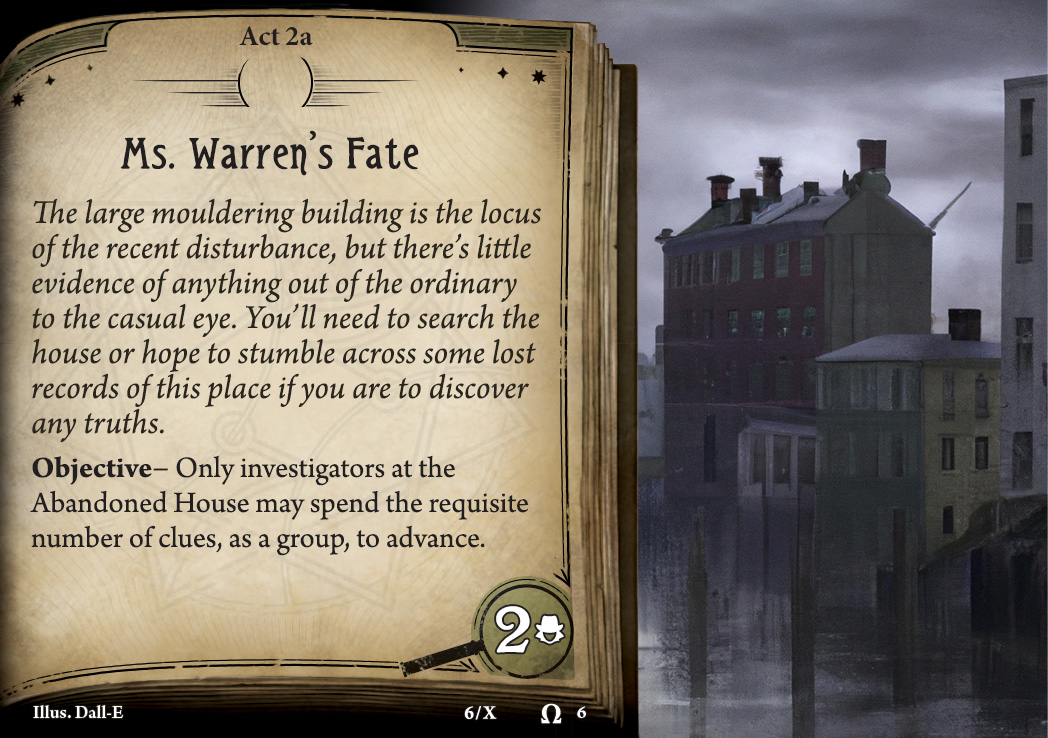 Act 2a
Ms. Warren's Fate
The large mouldering building is the locus
of the recent disturbance, but there's little
evidence of anything out of the ordinary
to the casual eye. You'll need to search the
house or hope to stumble across some lost
records of this place if you are to discover
any truths.
Objective– Only investigators at the
Abandoned House may spend the requisite
number of clues, as a group, to advance.
2
Illus. Dall-E
6/X
Ω 6